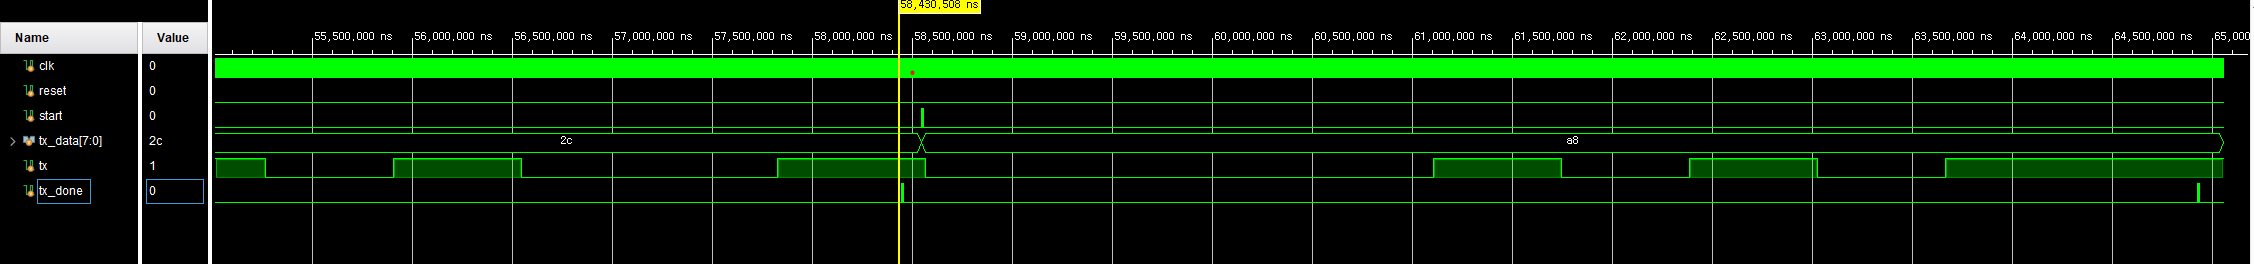 58,430,508 ns
Name Value
55,500,000 ns 56,000,000 ns 56,500,000 ns 57,000,000 ns 57,500,000 ns 58,000,000 ns 58,500,000 ns 59,000,000 ns 59,500,000 ns 60,000,000 ns 60,500,000 ns 61,000,000 ns 61,500,000 ns 62,000,000 ns 62,500,000 ns 63,000,000 ns 63,500,000 ns 64,000,000 ns 64,500,000 ns 65,000
clk 0
reset 0
start 0
tx_data[7:0] 2c 2c a8
tx 1
tx_done 0